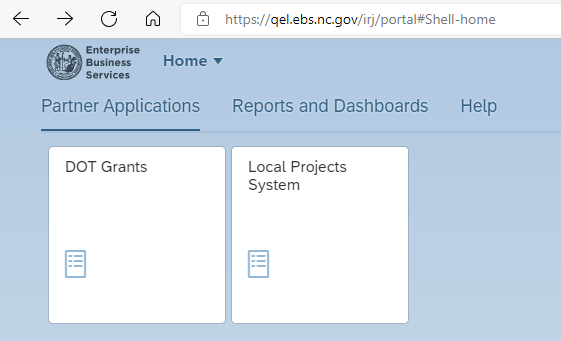 https://qel.ebs.nc.gov/irj/portal#Shell-home
Enterprise
Business
Services
Home
Partner Applications
Reports and Dashboards
Help
DOT Grants
Local Projects
System